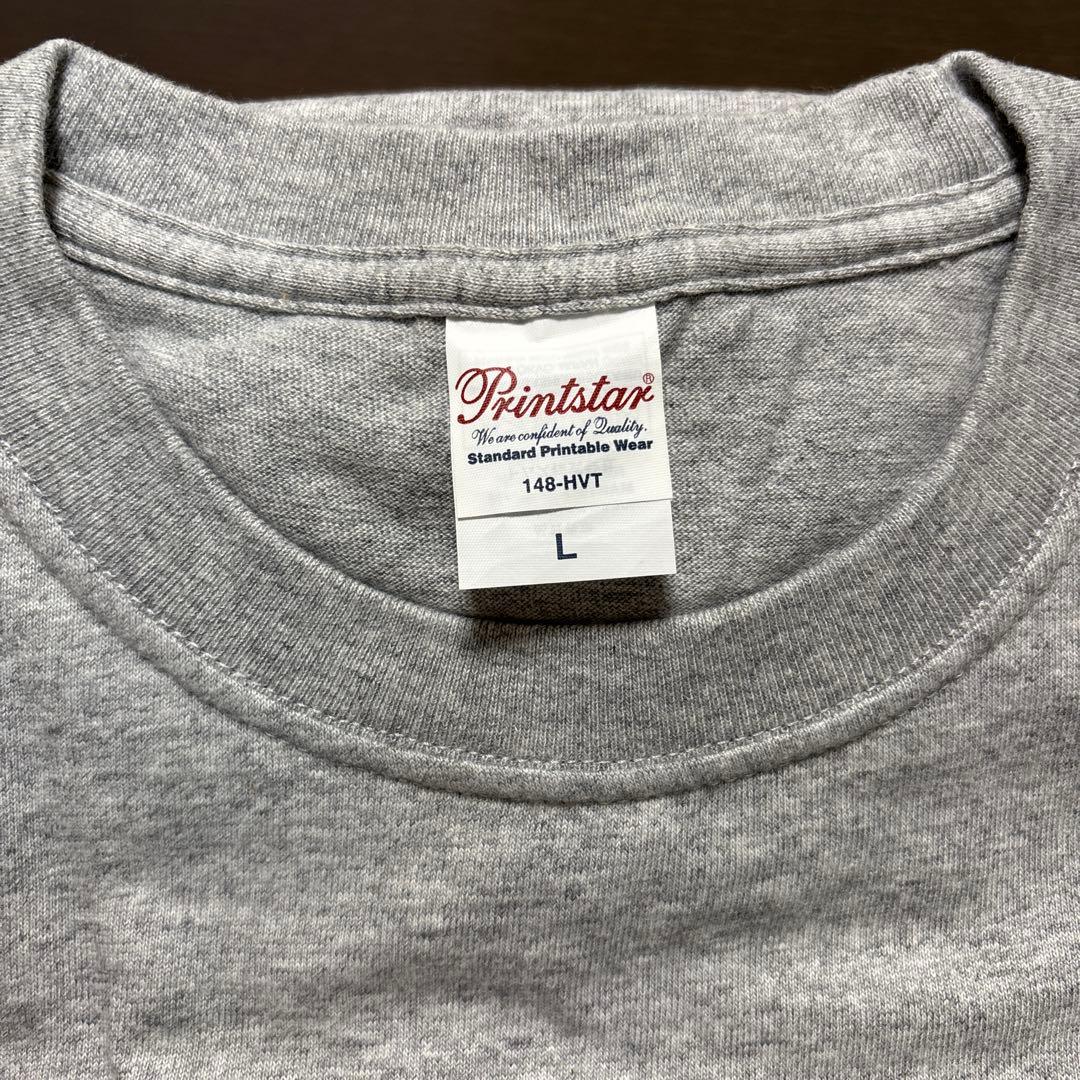 Printstar®
We are confident of Quality.
Standard Printable Wear
148-HVT
L